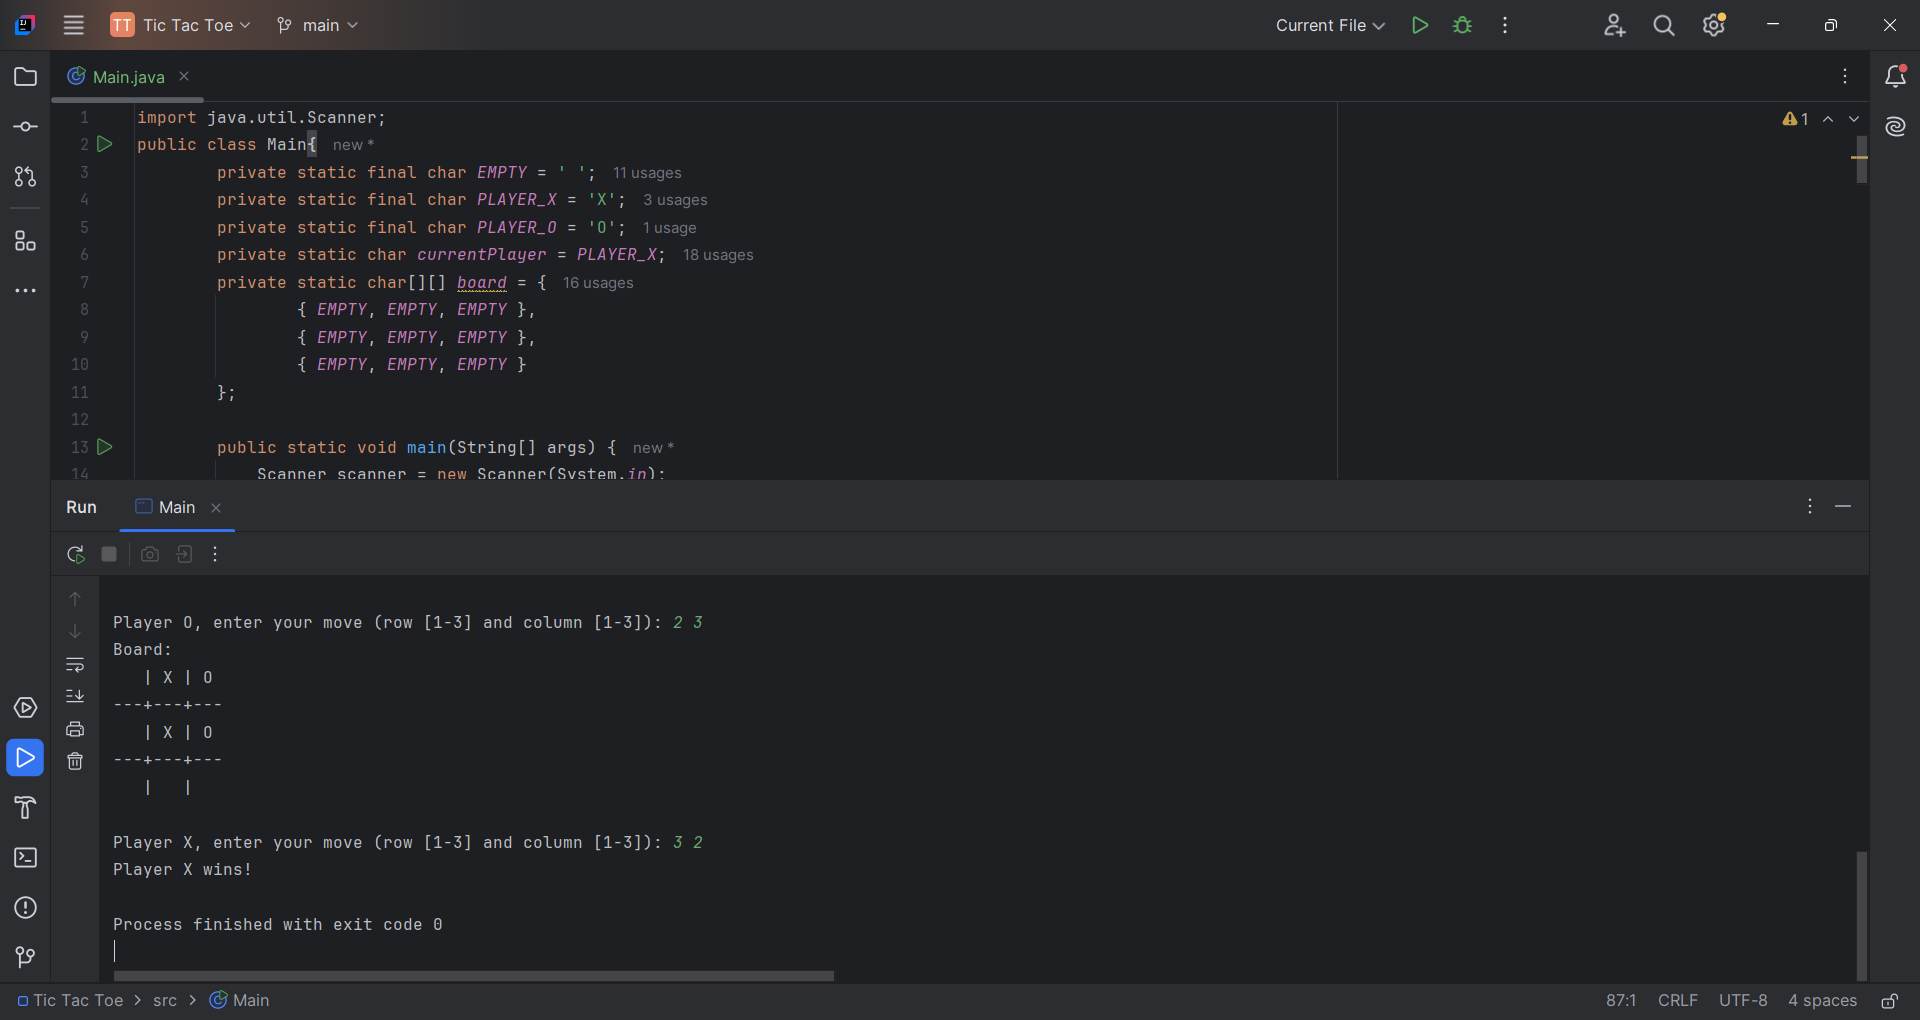 TT Tic Tac Toe main Current File
Main.java
1 import java.util.Scanner; 1
2 public class Main{ new *
3 private static final char EMPTY = ' '; 11 usages
4 private static final char PLAYER_X = 'X'; 3 usages
5 private static final char PLAYER_O = 'O'; 1 usage
6 private static char currentPlayer = PLAYER_X; 18 usages
7 private static char[][] board = { 16 usages
8 { EMPTY, EMPTY, EMPTY },
9 { EMPTY, EMPTY, EMPTY },
10 { EMPTY, EMPTY, EMPTY }
11 };
12
13 public static void main(String[] args) { new *
14 Scanner scanner = new Scanner(System.in);
Run Main
Player O, enter your move (row [1-3] and column [1-3]): 2 3
Board:
  | X | O
---+---+---
  | X | O
---+---+---
  |   |
Player X, enter your move (row [1-3] and column [1-3]): 3 2
Player X wins!
Process finished with exit code 0
Tic Tac Toe > src > Main 87:1 CRLF UTF-8 4 spaces